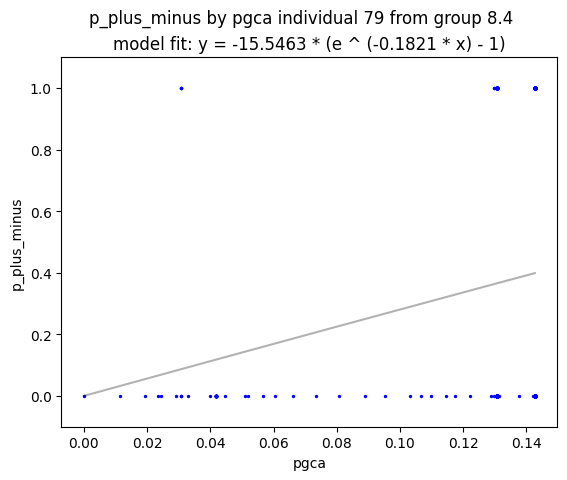 p_plus_minus by pgca individual 79 from group 8.4
model fit: y = -15.5463 * (e ^ (-0.1821 * x) - 1)
p_plus_minus
1.0
0.8
0.6
0.4
0.2
0.0
0.00 0.02 0.04 0.06 0.08 0.10 0.12 0.14
pgca